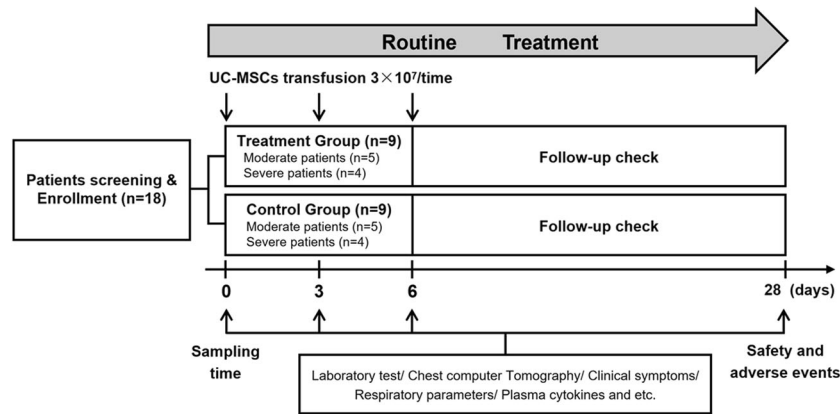 Routine Treatment
UC-MSCs transfusion 3×10⁷/time
Treatment Group (n=9)
Moderate patients (n=5)
Severe patients (n=4)
Follow-up check
Patients screening &
Enrollment (n=18)
Control Group (n=9)
Moderate patients (n=5)
Severe patients (n=4)
Follow-up check
0 3 6 28 (days)
Sampling
time
Laboratory test/ Chest computer Tomography/ Clinical symptoms/
Respiratory parameters/ Plasma cytokines and etc.
Safety and
adverse events